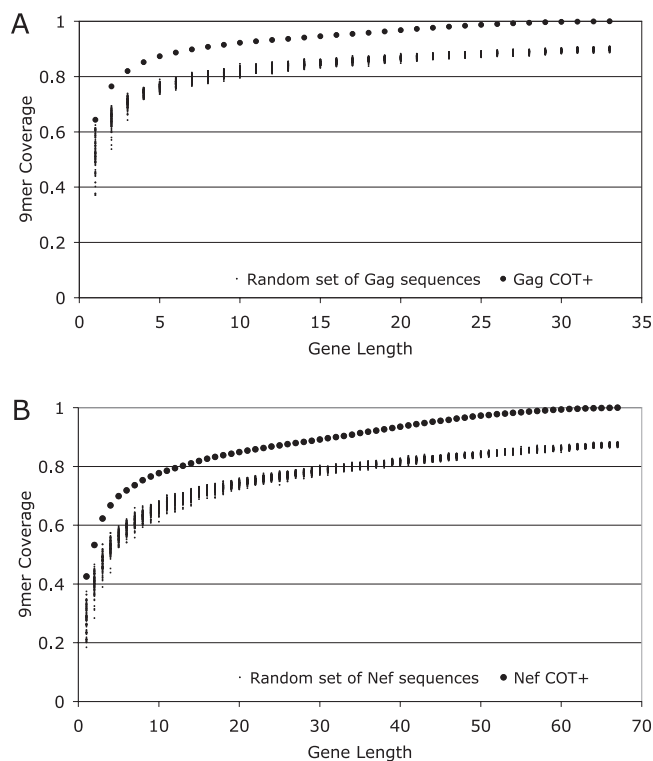 A
1
0.8
0.6
0.4
0.2
0
9mer Coverage
Random set of Gag sequences
Gag COT+
0 5 10 15 20 25 30 35
Gene Length
B
1
0.8
0.6
0.4
0.2
0
9mer Coverage
Random set of Nef sequences
Nef COT+
0 10 20 30 40 50 60 70
Gene Length